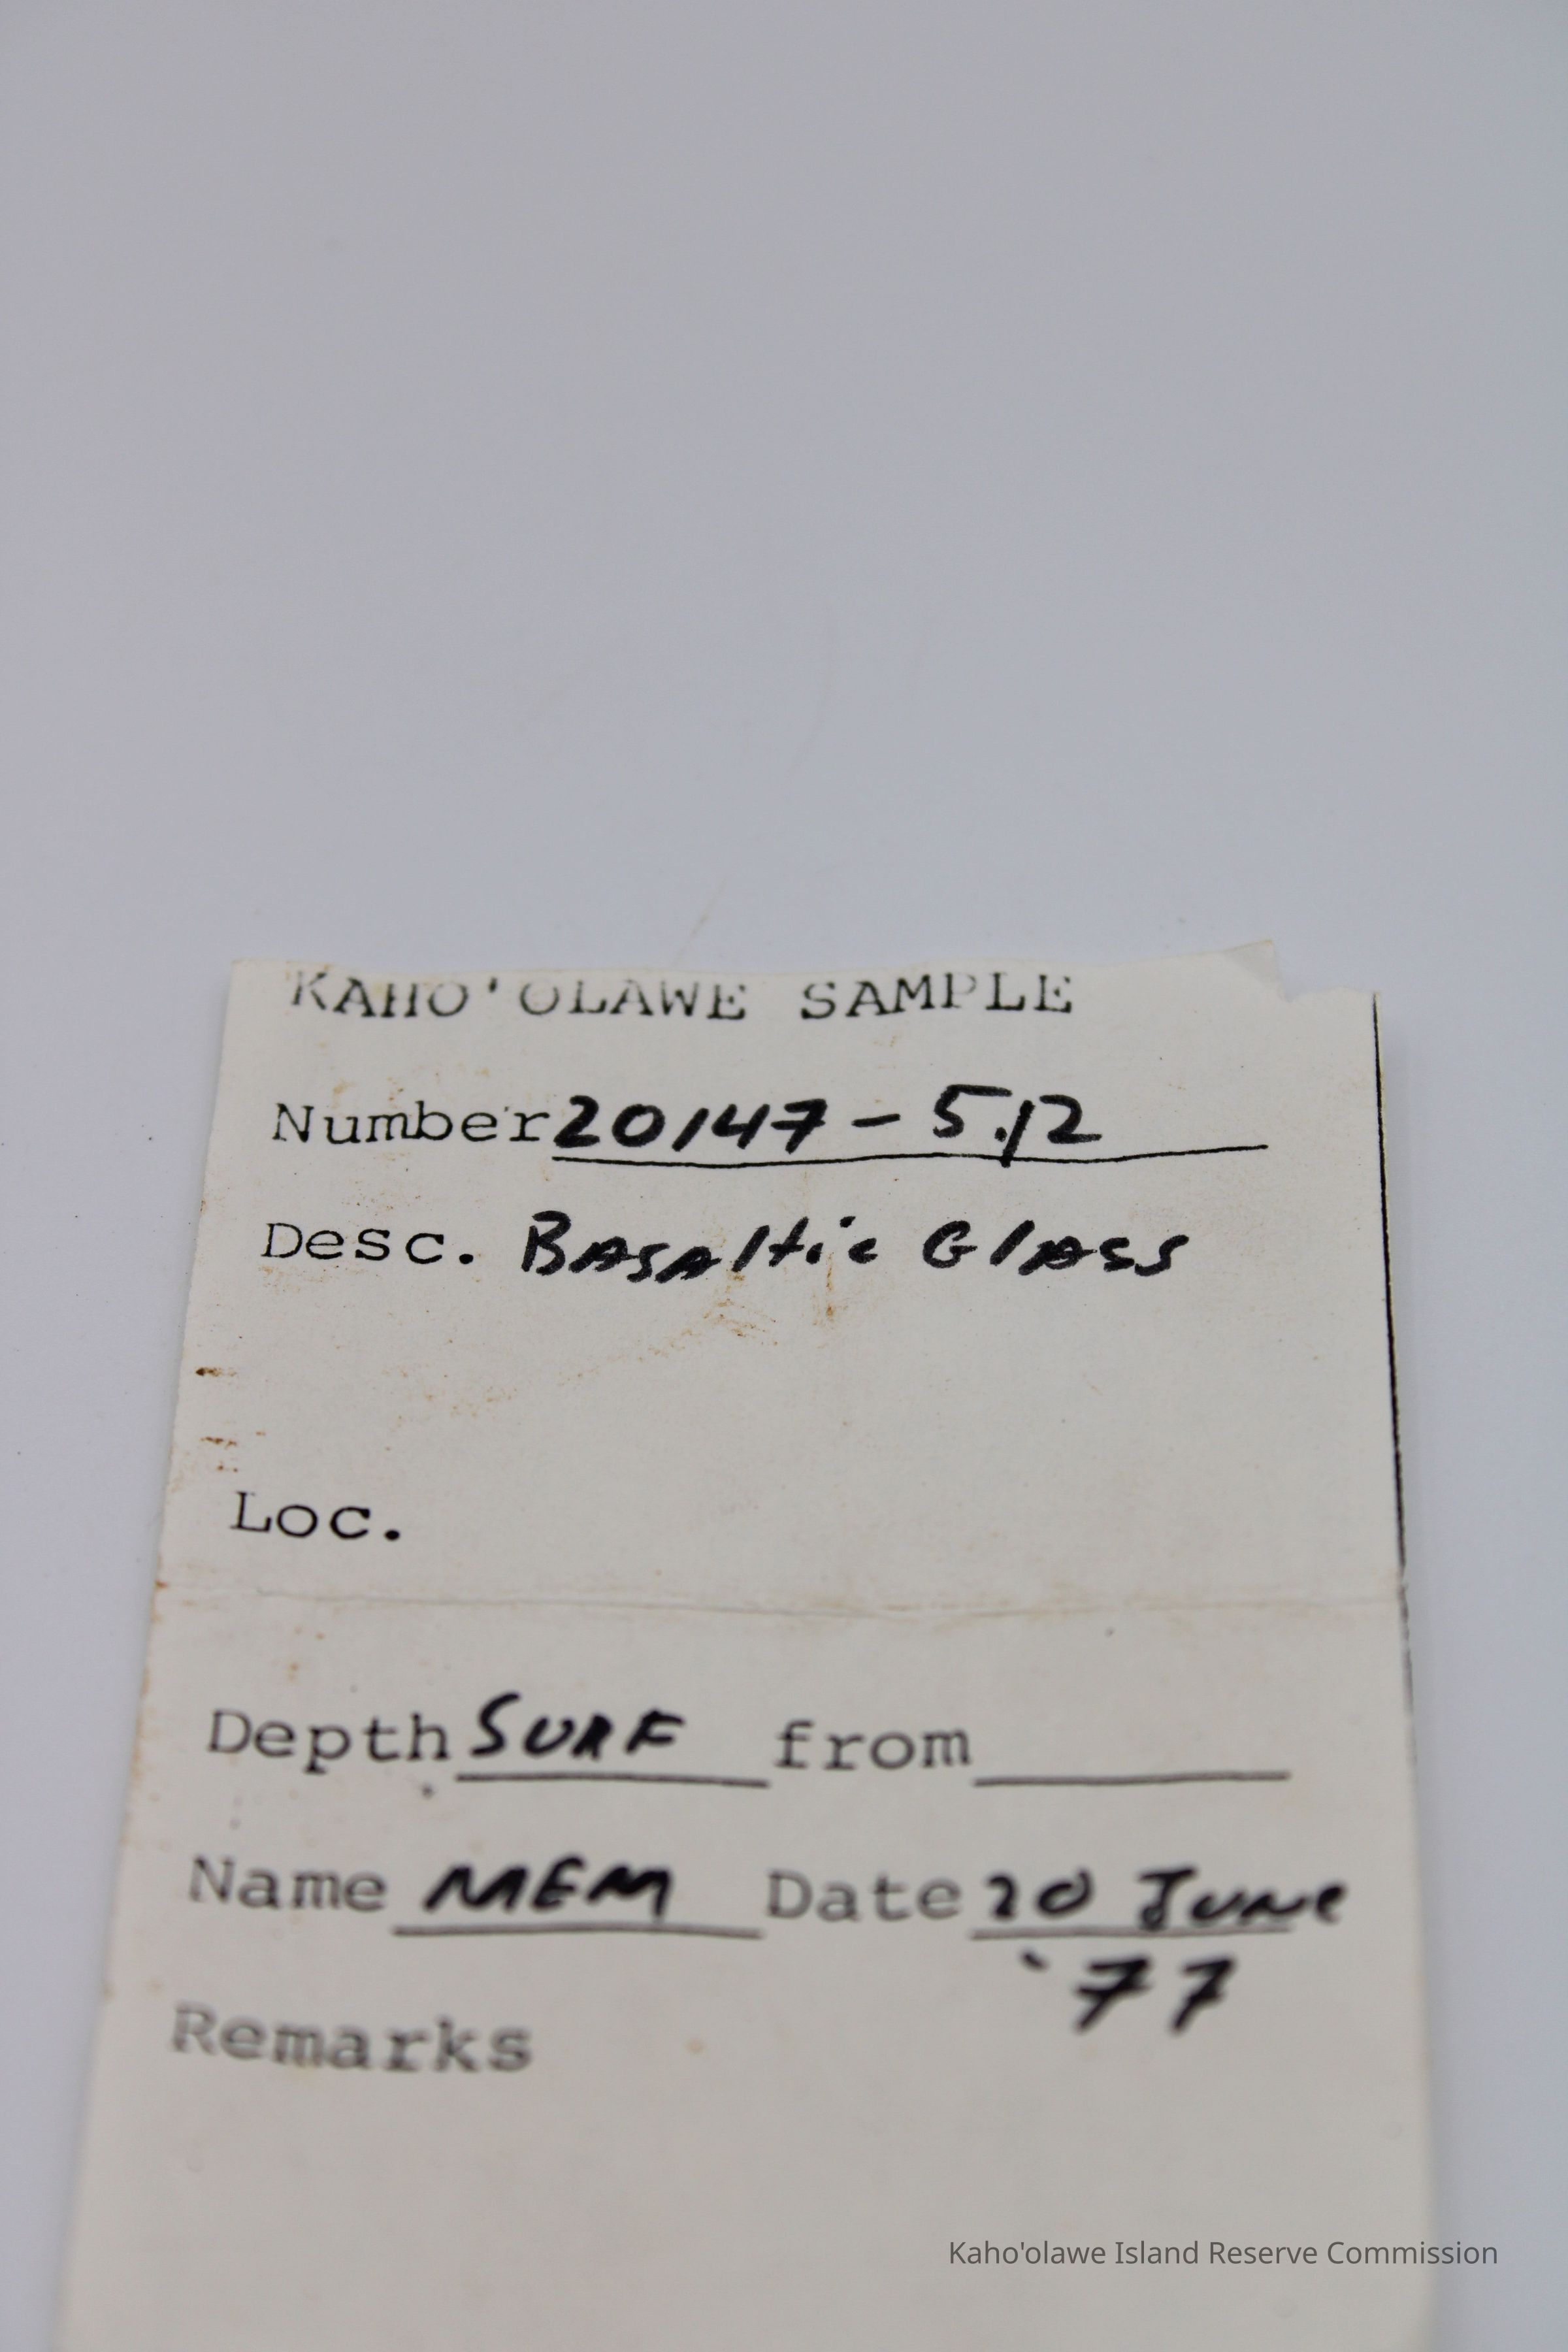 KAHO'OLAWE SAMPLE
Number 20147-5.12
Desc. Basaltic Glass
Loc.
Depth SURF from
Name MEM Date 20 June
'77
Remarks
Kaho'olawe Island Reserve Commission